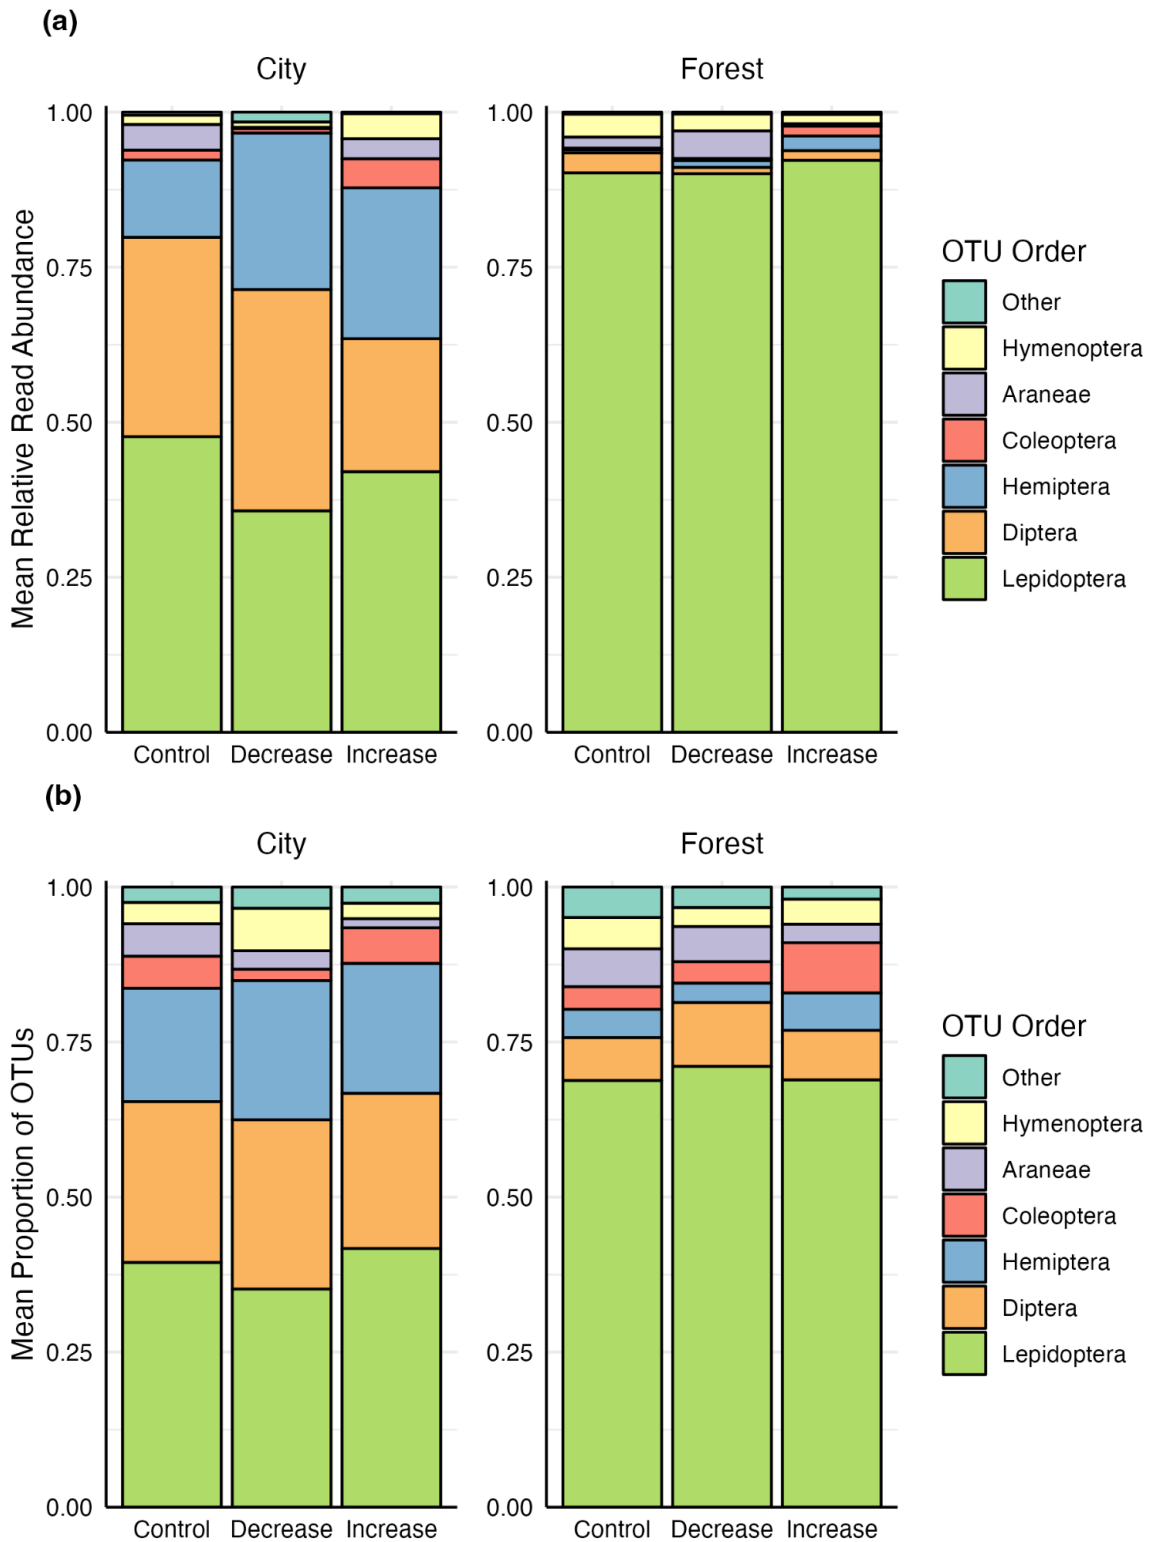 (a)
City
Forest
Mean Relative Read Abundance
1.00
0.75
0.50
0.25
0.00
1.00
0.75
0.50
0.25
0.00
Control Decrease Increase
Control Decrease Increase
OTU Order
Other
Hymenoptera
Araneae
Coleoptera
Hemiptera
Diptera
Lepidoptera
(b)
City
Forest
Mean Proportion of OTUs
1.00
0.75
0.50
0.25
0.00
1.00
0.75
0.50
0.25
0.00
Control Decrease Increase
Control Decrease Increase
OTU Order
Other
Hymenoptera
Araneae
Coleoptera
Hemiptera
Diptera
Lepidoptera